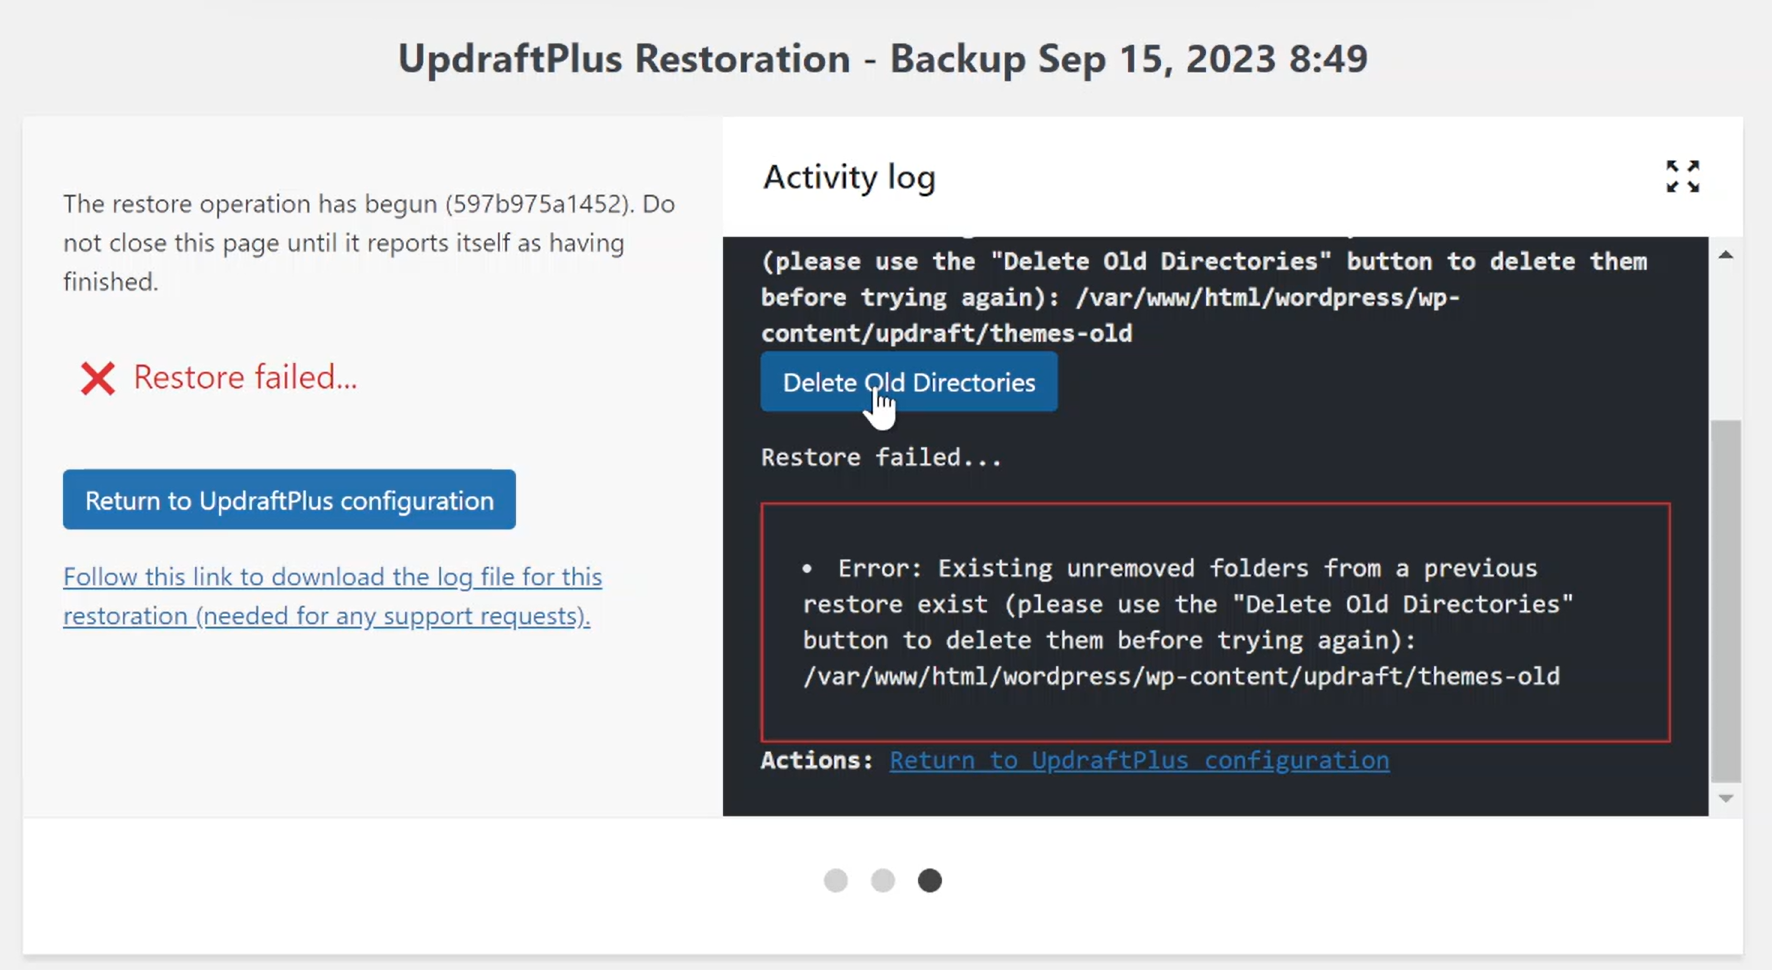 UpdraftPlus Restoration - Backup Sep 15, 2023 8:49
The restore operation has begun (597b975a1452). Do
not close this page until it reports itself as having
finished.
Restore failed...
Return to UpdraftPlus configuration
Follow this link to download the log file for this
restoration (needed for any support requests).
Activity log
(please use the "Delete Old Directories" button to delete them
before trying again): /var/www/html/wordpress/wp-
content/updraft/themes-old
Delete Old Directories
Restore failed...
• Error: Existing unremoved folders from a previous
restore exist (please use the "Delete Old Directories"
button to delete them before trying again):
/var/www/html/wordpress/wp-content/updraft/themes-old
Actions: Return to UpdraftPlus configuration